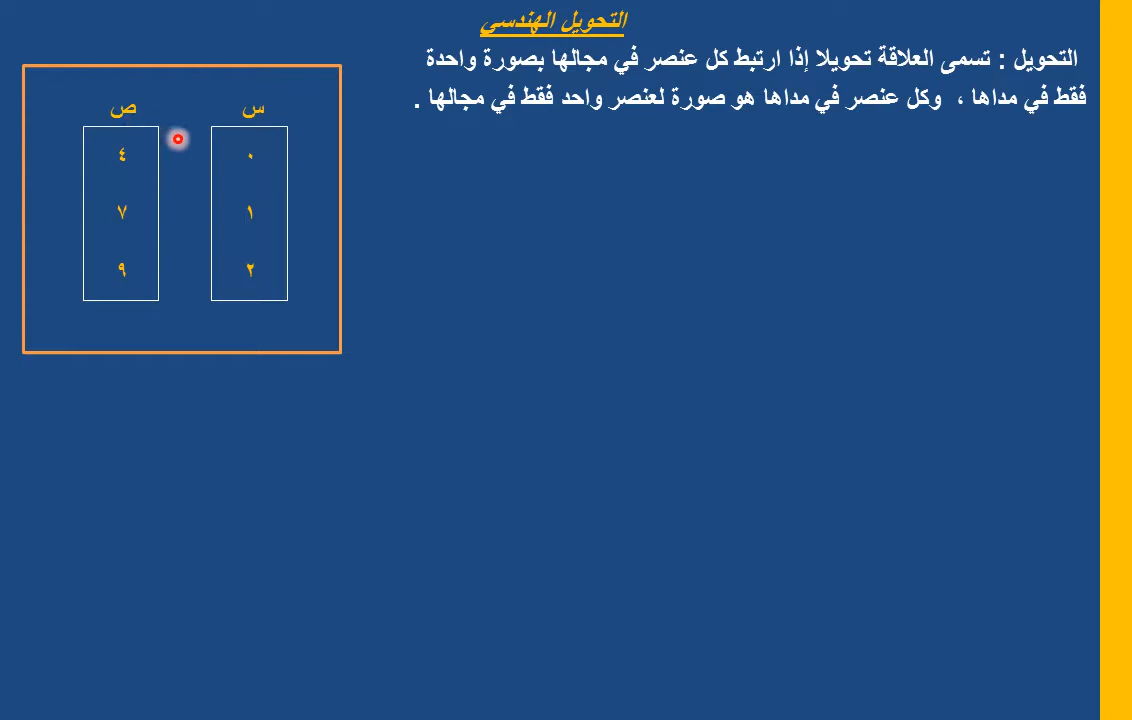 التحويل الهندسي
التحويل : تسمى العلاقة تحويلا إذا ارتبط كل عنصر في مجالها بصورة واحدة
فقط في مداها ، وكل عنصر في مداها هو صورة لعنصر واحد فقط في مجالها .
س ص
٠ ٤
١ ٧
٢ ٩